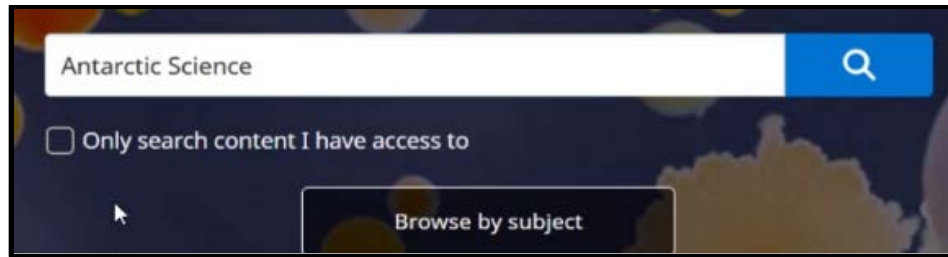 Antarctic Science
Only search content I have access to
Browse by subject